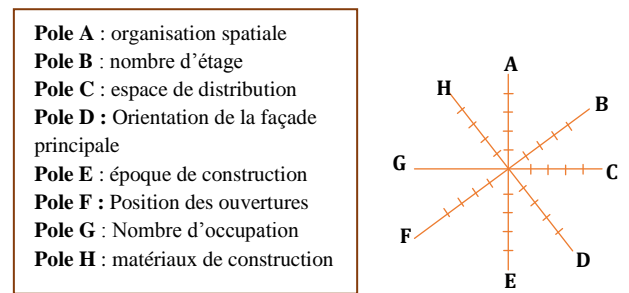 Pole A : organisation spatiale
Pole B : nombre d’étage
Pole C : espace de distribution
Pole D : Orientation de la façade
principale
Pole E : époque de construction
Pole F : Position des ouvertures
Pole G : Nombre d’occupation
Pole H : matériaux de construction
A
H
B
G
C
F
D
E